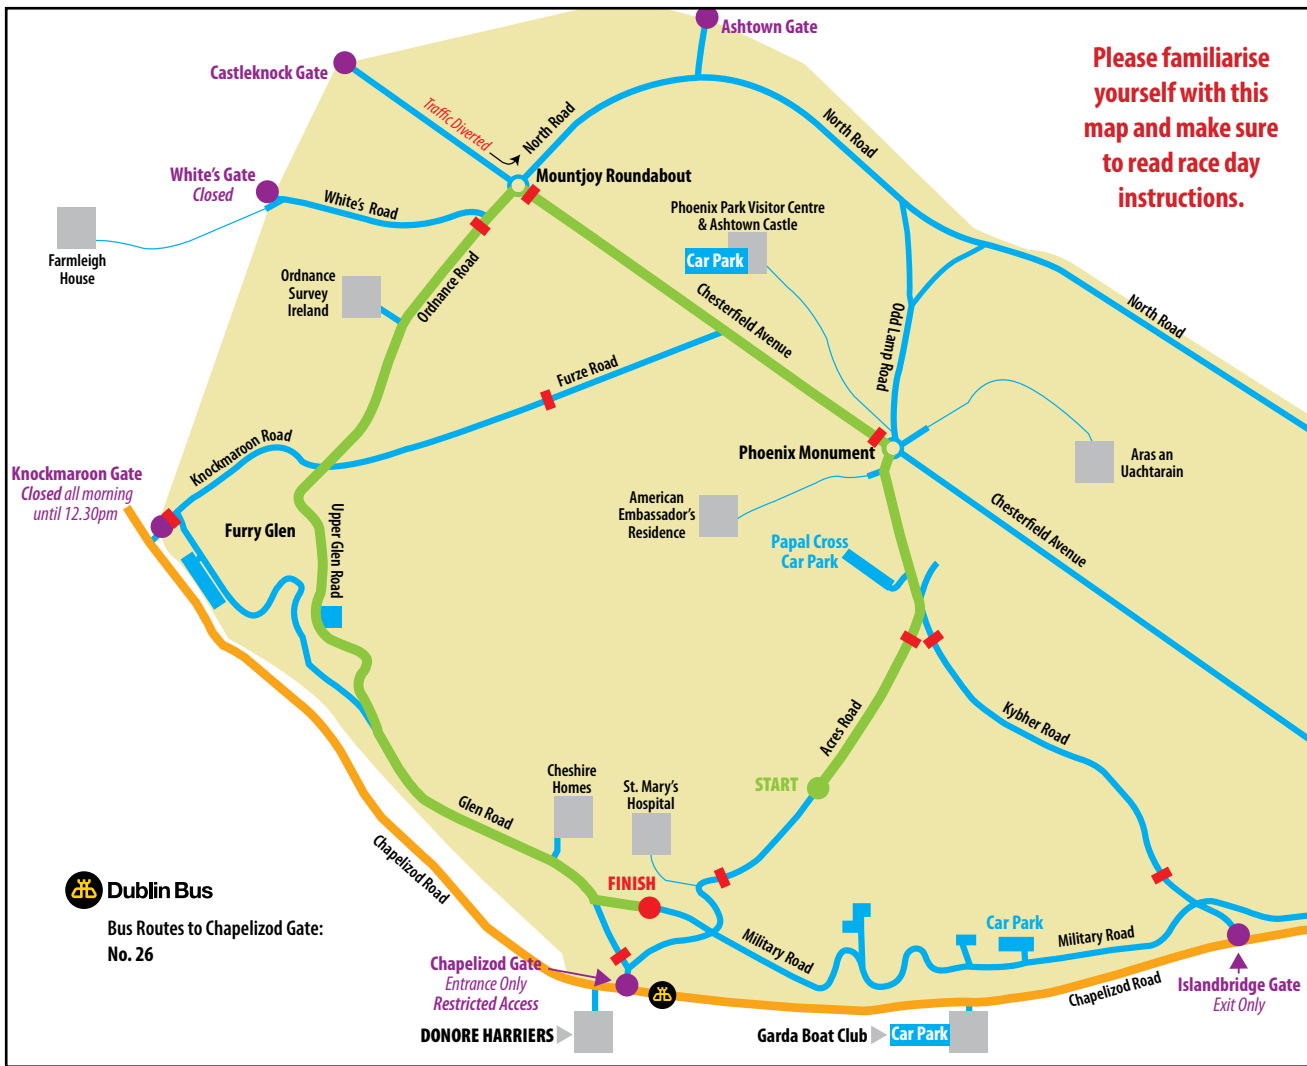 Ashtown Gate
Please familiarise
yourself with this
map and make sure
to read race day
instructions.
Castleknock Gate
Traffic Diverted
North Road
North Road
White's Gate
Closed
Mountjoy Roundabout
White's Road
Phoenix Park Visitor Centre
& Ashtown Castle
Car Park
Farmleigh
House
Ordnance
Survey
Ireland
Ordnance Road
Chesterfield Avenue
Odd Lamp Road
North Road
Furze Road
Knockmaroon Road
Phoenix Monument
Aras an
Uachtarain
Knockmaroon Gate
Closed all morning
until 12.30pm
American
Embassador's
Residence
Chesterfield Avenue
Furry Glen
Upper Glen Road
Papal Cross
Car Park
Acres Road
Kybher Road
Cheshire
Homes
St. Mary's
Hospital
START
Glen Road
Chapelizod Road
FINISH
Dublin Bus
Bus Routes to Chapelizod Gate:
No. 26
Car Park
Military Road
Military Road
Chapelizod Gate
Entrance Only
Restricted Access
Chapelizod Road
Islandbridge Gate
Exit Only
DONORE HARRIERS
Garda Boat Club
Car Park